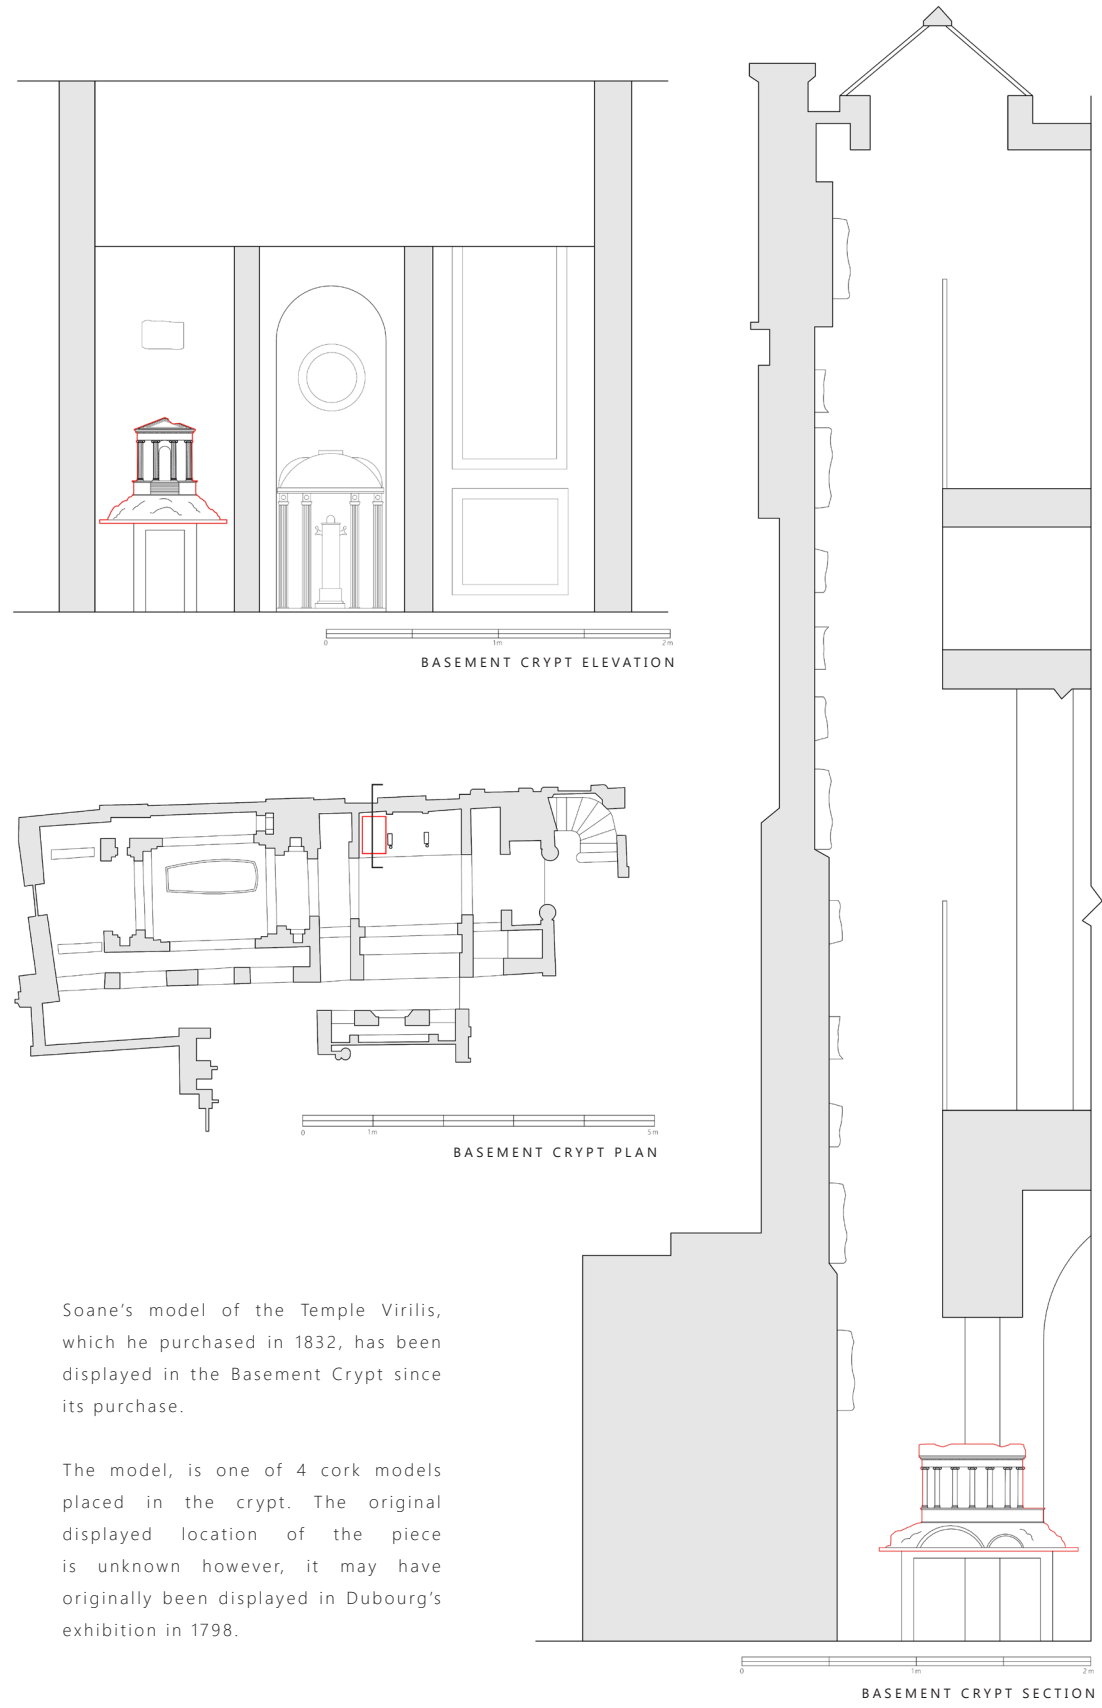 0 1m 2m
BASEMENT CRYPT ELEVATION
0 1m 5m
BASEMENT CRYPT PLAN
Soane's model of the Temple Virilis,
which he purchased in 1832, has been
displayed in the Basement Crypt since
its purchase.
The model, is one of 4 cork models
placed in the crypt. The original
displayed location of the piece
is unknown however, it may have
originally been displayed in Dubourg's
exhibition in 1798.
0 1m 2m
BASEMENT CRYPT SECTION